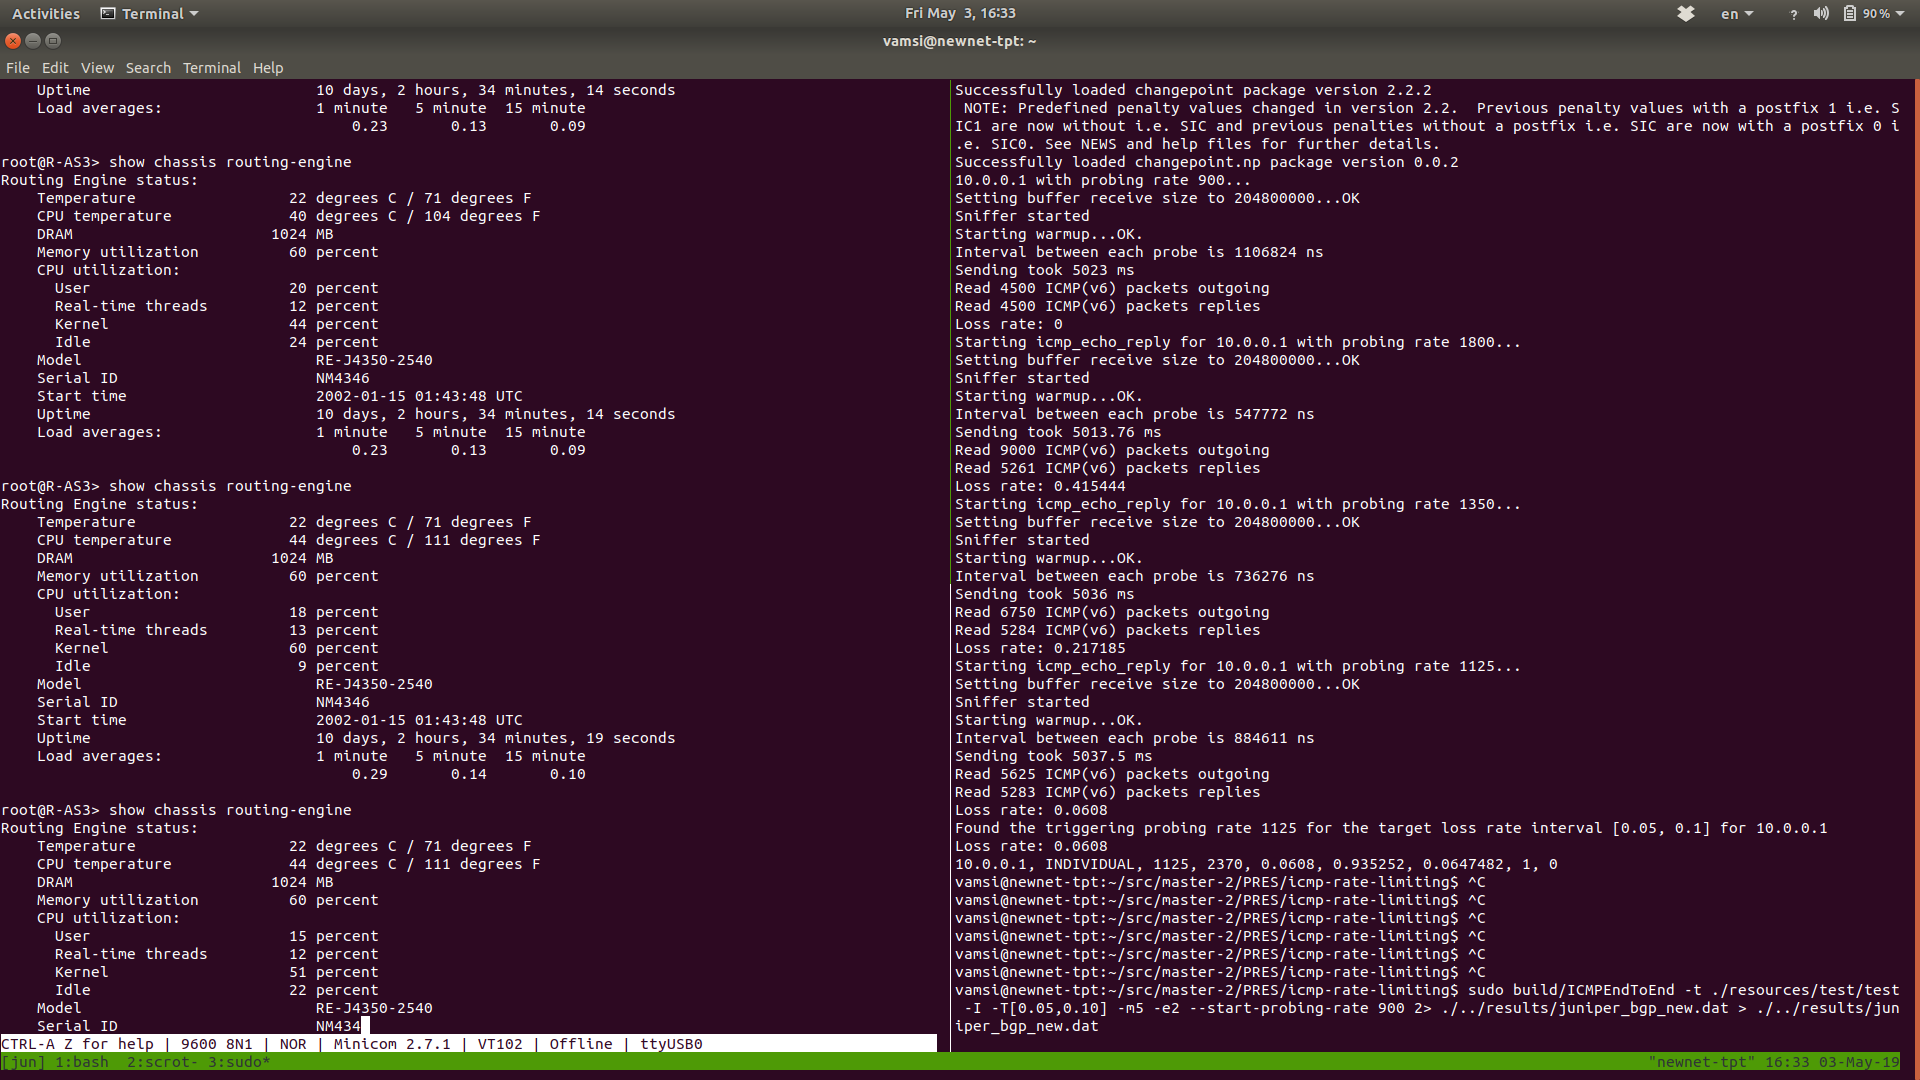 Activities Terminal Fri May 3, 16:33 en ? 90%
vamsi@newnet-tpt: ~
File Edit View Search Terminal Help
    Uptime                         10 days, 2 hours, 34 minutes, 14 seconds
    Load averages:                 1 minute   5 minute  15 minute
                                       0.23       0.13       0.09
root@R-AS3> show chassis routing-engine
Routing Engine status:
    Temperature                 22 degrees C / 71 degrees F
    CPU temperature             40 degrees C / 104 degrees F
    DRAM                      1024 MB
    Memory utilization          60 percent
    CPU utilization:
      User                      20 percent
      Real-time threads         12 percent
      Kernel                    44 percent
      Idle                      24 percent
    Model                          RE-J4350-2540
    Serial ID                      NM4346
    Start time                     2002-01-15 01:43:48 UTC
    Uptime                         10 days, 2 hours, 34 minutes, 14 seconds
    Load averages:                 1 minute   5 minute  15 minute
                                       0.23       0.13       0.09
root@R-AS3> show chassis routing-engine
Routing Engine status:
    Temperature                 22 degrees C / 71 degrees F
    CPU temperature             44 degrees C / 111 degrees F
    DRAM                      1024 MB
    Memory utilization          60 percent
    CPU utilization:
      User                      18 percent
      Real-time threads         13 percent
      Kernel                    60 percent
      Idle                       9 percent
    Model                          RE-J4350-2540
    Serial ID                      NM4346
    Start time                     2002-01-15 01:43:48 UTC
    Uptime                         10 days, 2 hours, 34 minutes, 19 seconds
    Load averages:                 1 minute   5 minute  15 minute
                                       0.29       0.14       0.10
root@R-AS3> show chassis routing-engine
Routing Engine status:
    Temperature                 22 degrees C / 71 degrees F
    CPU temperature             44 degrees C / 111 degrees F
    DRAM                      1024 MB
    Memory utilization          60 percent
    CPU utilization:
      User                      15 percent
      Real-time threads         12 percent
      Kernel                    51 percent
      Idle                      22 percent
    Model                          RE-J4350-2540
    Serial ID                      NM434
CTRL-A Z for help | 9600 8N1 | NOR | Minicom 2.7.1 | VT102 | Offline | ttyUSB0
Successfully loaded changepoint package version 2.2.2
 NOTE: Predefined penalty values changed in version 2.2.  Previous penalty values with a postfix 1 i.e. S
IC1 are now without i.e. SIC and previous penalties without a postfix i.e. SIC are now with a postfix 0 i
.e. SIC0. See NEWS and help files for further details.
Successfully loaded changepoint.np package version 0.0.2
10.0.0.1 with probing rate 900...
Setting buffer receive size to 204800000...OK
Sniffer started
Starting warmup...OK.
Interval between each probe is 1106824 ns
Sending took 5023 ms
Read 4500 ICMP(v6) packets outgoing
Read 4500 ICMP(v6) packets replies
Loss rate: 0
Starting icmp_echo_reply for 10.0.0.1 with probing rate 1800...
Setting buffer receive size to 204800000...OK
Sniffer started
Starting warmup...OK.
Interval between each probe is 547772 ns
Sending took 5013.76 ms
Read 9000 ICMP(v6) packets outgoing
Read 5261 ICMP(v6) packets replies
Loss rate: 0.415444
Starting icmp_echo_reply for 10.0.0.1 with probing rate 1350...
Setting buffer receive size to 204800000...OK
Sniffer started
Starting warmup...OK.
Interval between each probe is 736276 ns
Sending took 5036 ms
Read 6750 ICMP(v6) packets outgoing
Read 5284 ICMP(v6) packets replies
Loss rate: 0.217185
Starting icmp_echo_reply for 10.0.0.1 with probing rate 1125...
Setting buffer receive size to 204800000...OK
Sniffer started
Starting warmup...OK.
Interval between each probe is 884611 ns
Sending took 5037.5 ms
Read 5625 ICMP(v6) packets outgoing
Read 5283 ICMP(v6) packets replies
Loss rate: 0.0608
Found the triggering probing rate 1125 for the target loss rate interval [0.05, 0.1] for 10.0.0.1
Loss rate: 0.0608
10.0.0.1, INDIVIDUAL, 1125, 2370, 0.0608, 0.935252, 0.0647482, 1, 0
vamsi@newnet-tpt:~/src/master-2/PRES/icmp-rate-limiting$ ^C
vamsi@newnet-tpt:~/src/master-2/PRES/icmp-rate-limiting$ ^C
vamsi@newnet-tpt:~/src/master-2/PRES/icmp-rate-limiting$ ^C
vamsi@newnet-tpt:~/src/master-2/PRES/icmp-rate-limiting$ ^C
vamsi@newnet-tpt:~/src/master-2/PRES/icmp-rate-limiting$ ^C
vamsi@newnet-tpt:~/src/master-2/PRES/icmp-rate-limiting$ ^C
vamsi@newnet-tpt:~/src/master-2/PRES/icmp-rate-limiting$ sudo build/ICMPEndToEnd -t ./resources/test/test
 -I -T[0.05,0.10] -m5 -e2 --start-probing-rate 900 2> ./../results/juniper_bgp_new.dat > ./../results/jun
iper_bgp_new.dat
[jun] 1:bash  2:scrot- 3:sudo* "newnet-tpt" 16:33 03-May-19